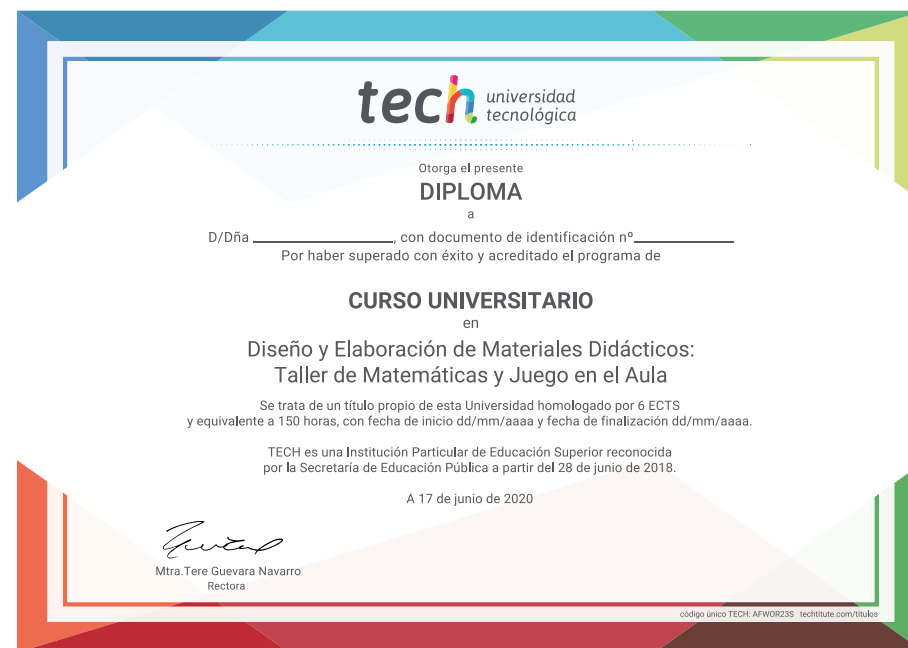 tech universidad
tecnológica
Otorga el presente
DIPLOMA
a
D/Dña ____________________, con documento de identificación nº______________
Por haber superado con éxito y acreditado el programa de
CURSO UNIVERSITARIO
en
Diseño y Elaboración de Materiales Didácticos:
Taller de Matemáticas y Juego en el Aula
Se trata de un título propio de esta Universidad homologado por 6 ECTS
y equivalente a 150 horas, con fecha de inicio dd/mm/aaaa y fecha de finalización dd/mm/aaaa.
TECH es una Institución Particular de Educación Superior reconocida
por la Secretaría de Educación Pública a partir del 28 de junio de 2018.
A 17 de junio de 2020
Mtra.Tere Guevara Navarro
Rectora
código único TECH: AFWOR23S techtitute.com/titulos